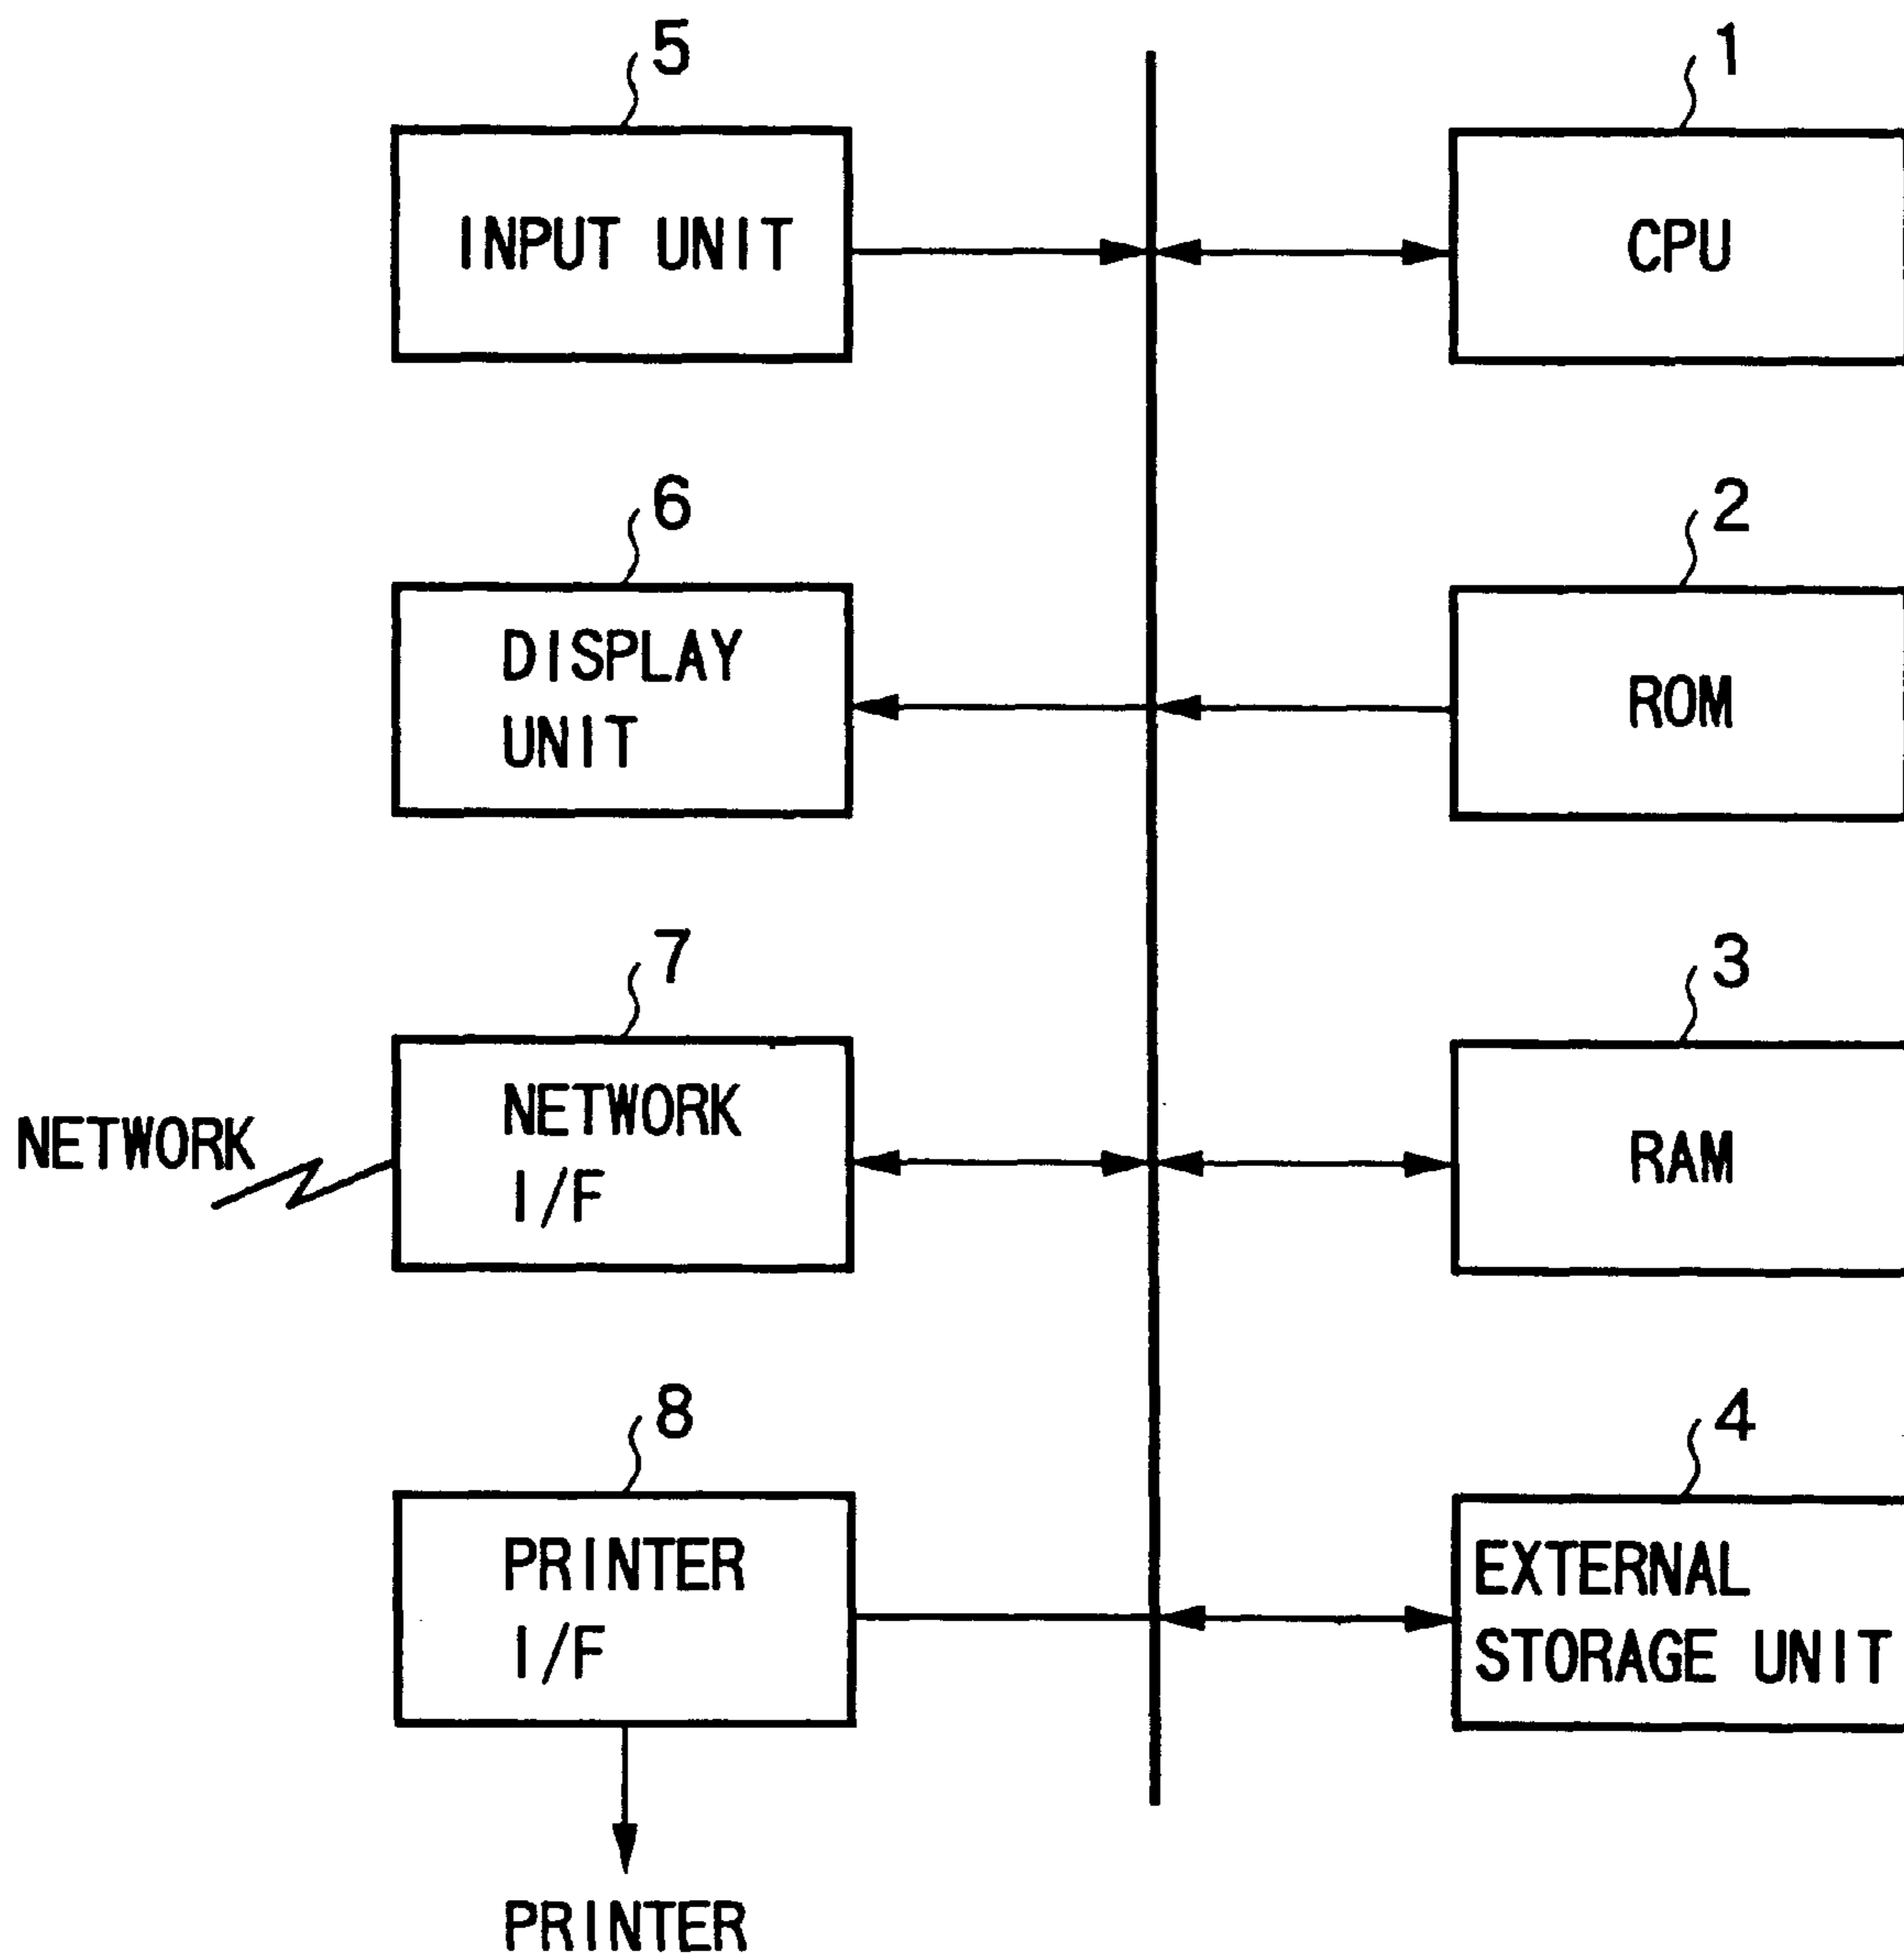 5
1
INPUT UNIT
CPU
6
2
DISPLAY
UNIT
ROM
7
3
NETWORK
NETWORK
I/F
RAM
8
4
PRINTER
I/F
EXTERNAL
STORAGE UNIT
PRINTER